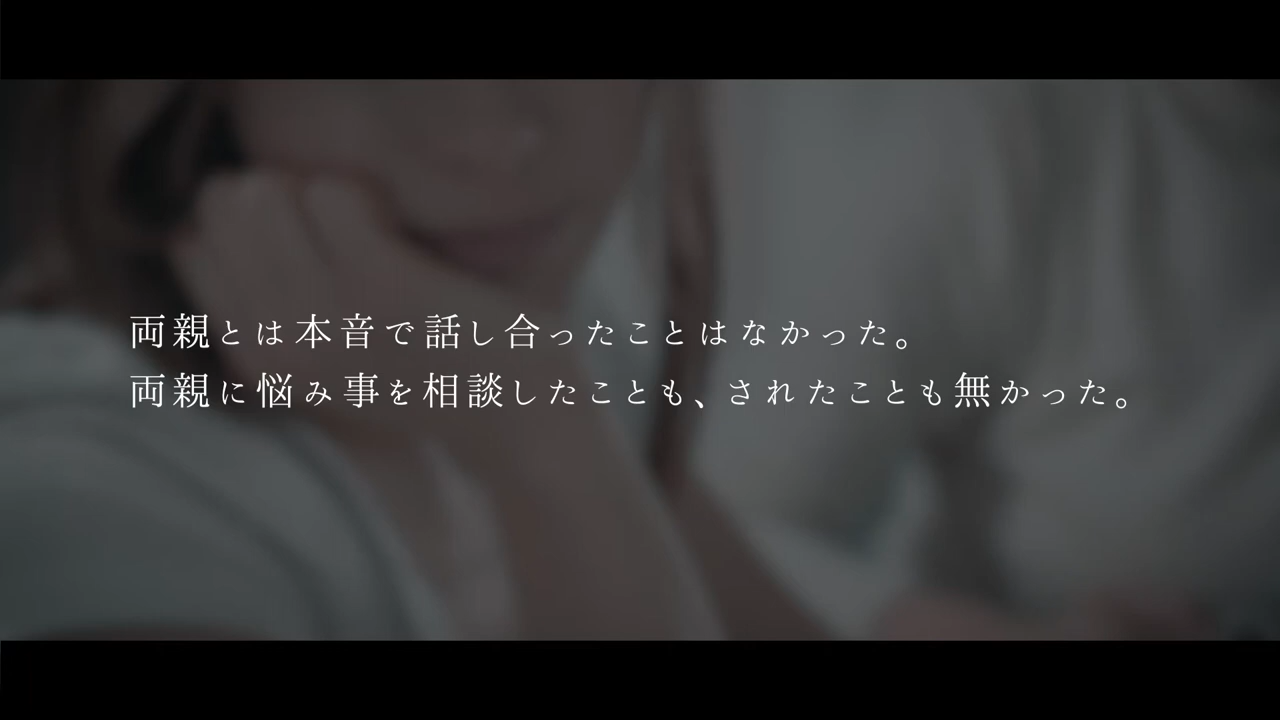 両親とは本音で話し合ったことはなかった。
両親に悩み事を相談したことも、されたことも無かった。